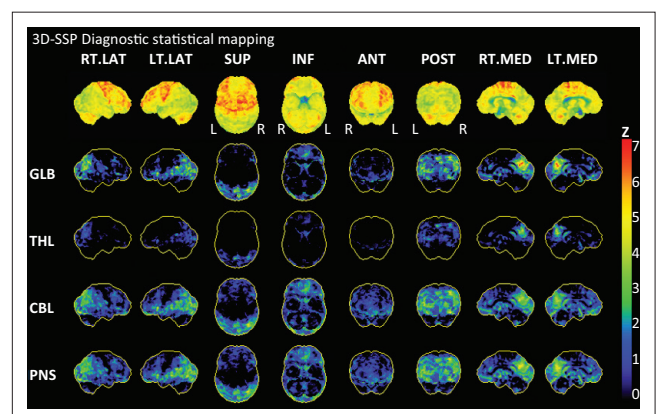 3D-SSP Diagnostic statistical mapping
RT.LAT LT.LAT SUP INF ANT POST RT.MED LT.MED
L R R L R L L R
Z
7
GLB
6
5
THL
4
3
CBL
2
1
PNS
0